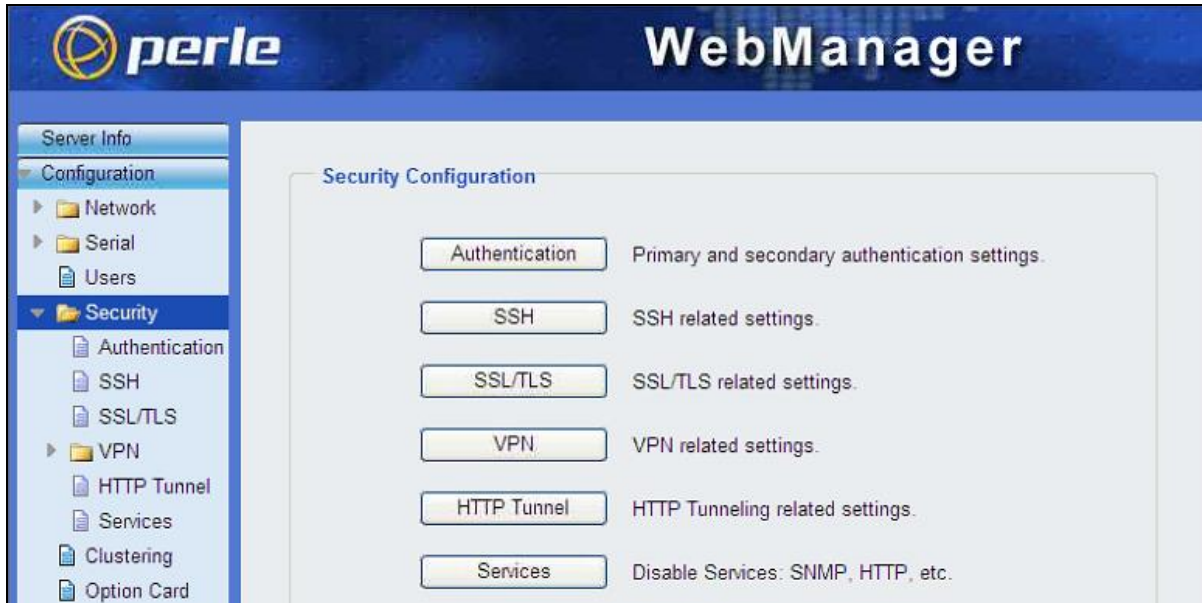 perle WebManager
Server Info
Configuration
Network
Serial
Users
Security
Authentication
SSH
SSL/TLS
VPN
HTTP Tunnel
Services
Clustering
Option Card
Security Configuration
Authentication Primary and secondary authentication settings.
SSH SSH related settings.
SSL/TLS SSL/TLS related settings.
VPN VPN related settings.
HTTP Tunnel HTTP Tunneling related settings.
Services Disable Services: SNMP, HTTP, etc.